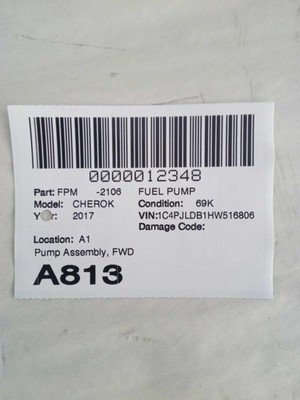 0000012348
Part: FPM -2106 FUEL PUMP
Model: CHEROK Condition: 69K
Year: 2017 VIN:1C4PJLDB1HW516806
Damage Code:
Location: A1
Pump Assembly, FWD
A813